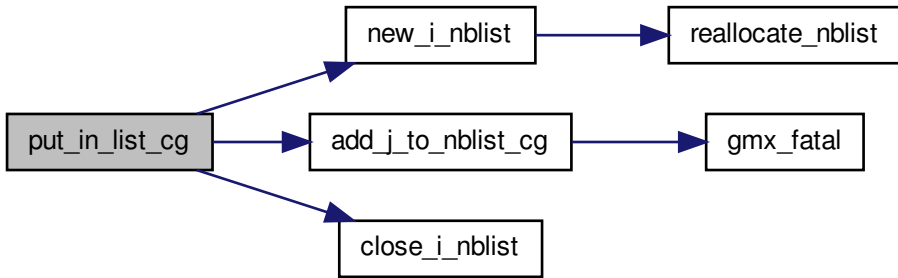 new_i_nblist
reallocate_nblist
put_in_list_cg
add_j_to_nblist_cg
gmx_fatal
close_i_nblist